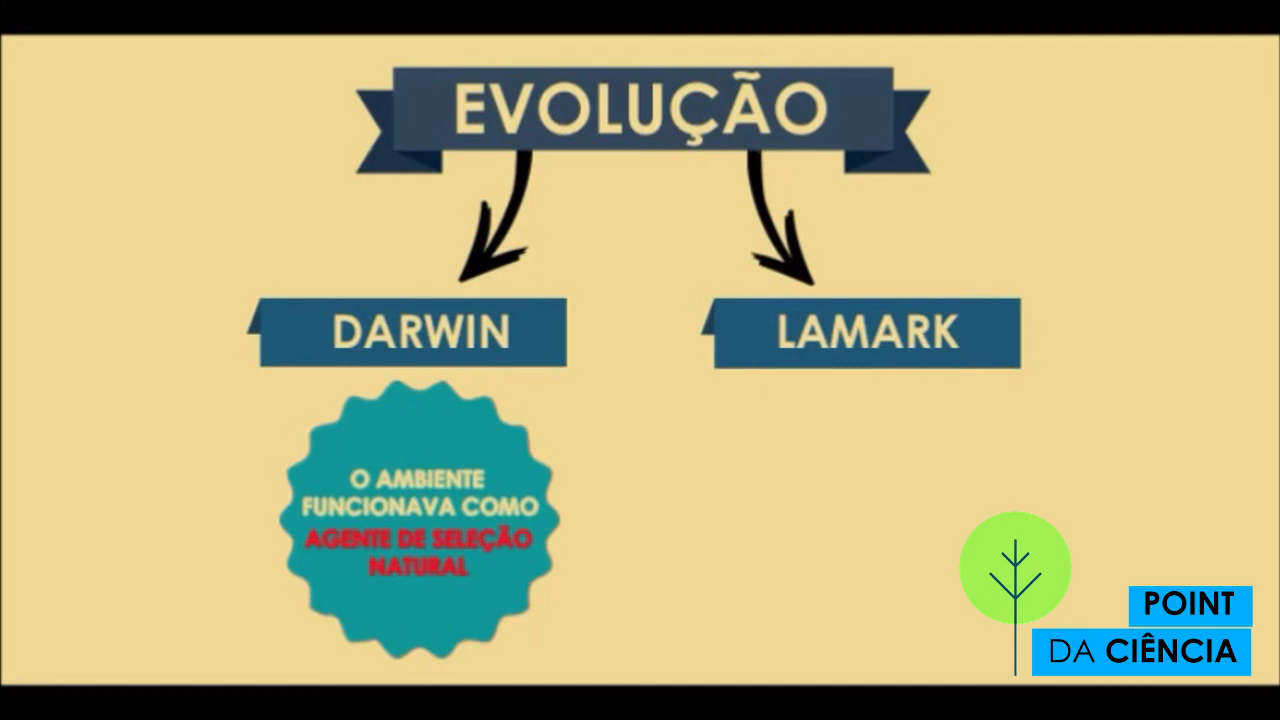 EVOLUÇÃO
DARWIN
LAMARK
O AMBIENTE
FUNCIONAVA COMO
AGENTE DE SELEÇÃO
NATURAL
POINT
DA CIÊNCIA